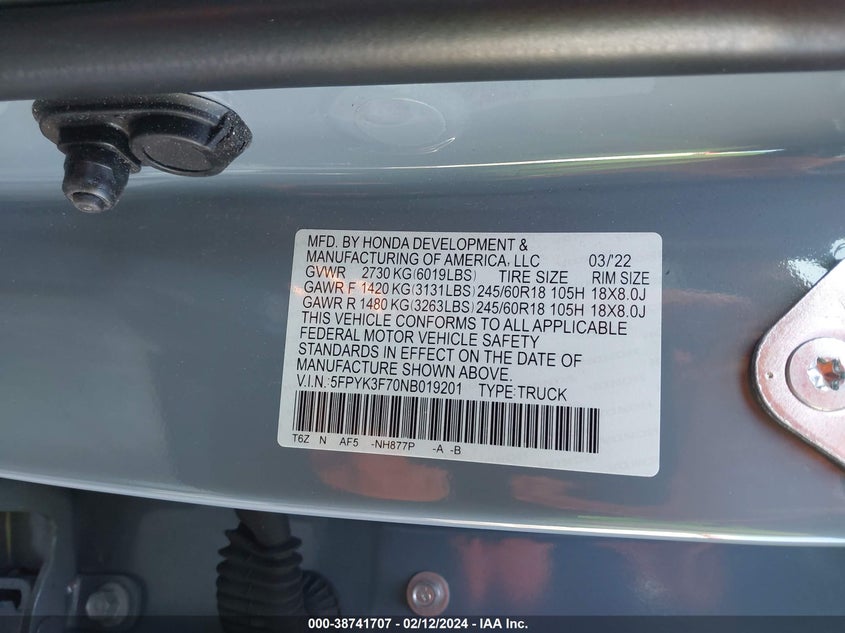 MFD. BY HONDA DEVELOPMENT &
MANUFACTURING OF AMERICA, LLC 03/'22
GVWR 2730 KG(6019LBS) TIRE SIZE RIM SIZE
GAWR F 1420 KG(3131LBS) 245/60R18 105H 18X8.0J
GAWR R 1480 KG(3263LBS) 245/60R18 105H 18X8.0J
THIS VEHICLE CONFORMS TO ALL APPLICABLE
FEDERAL MOTOR VEHICLE SAFETY
STANDARDS IN EFFECT ON THE DATE OF
MANUFACTURE SHOWN ABOVE.
V.I.N.:5FPYK3F70NB019201 TYPE:TRUCK
T6Z N AF5 -NH877P -A -B
000-38741707 - 02/12/2024 - IAA Inc.